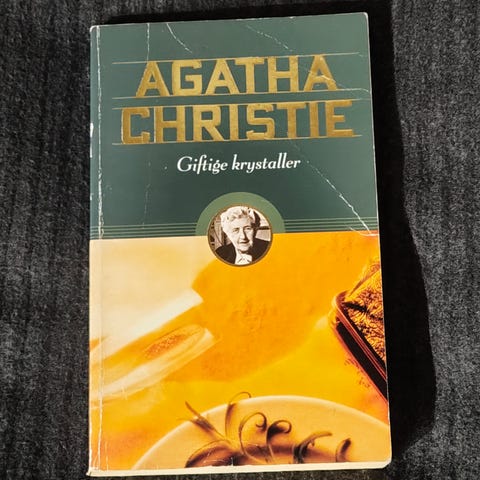 AGATHA
CHRISTIE
Giftige krystaller